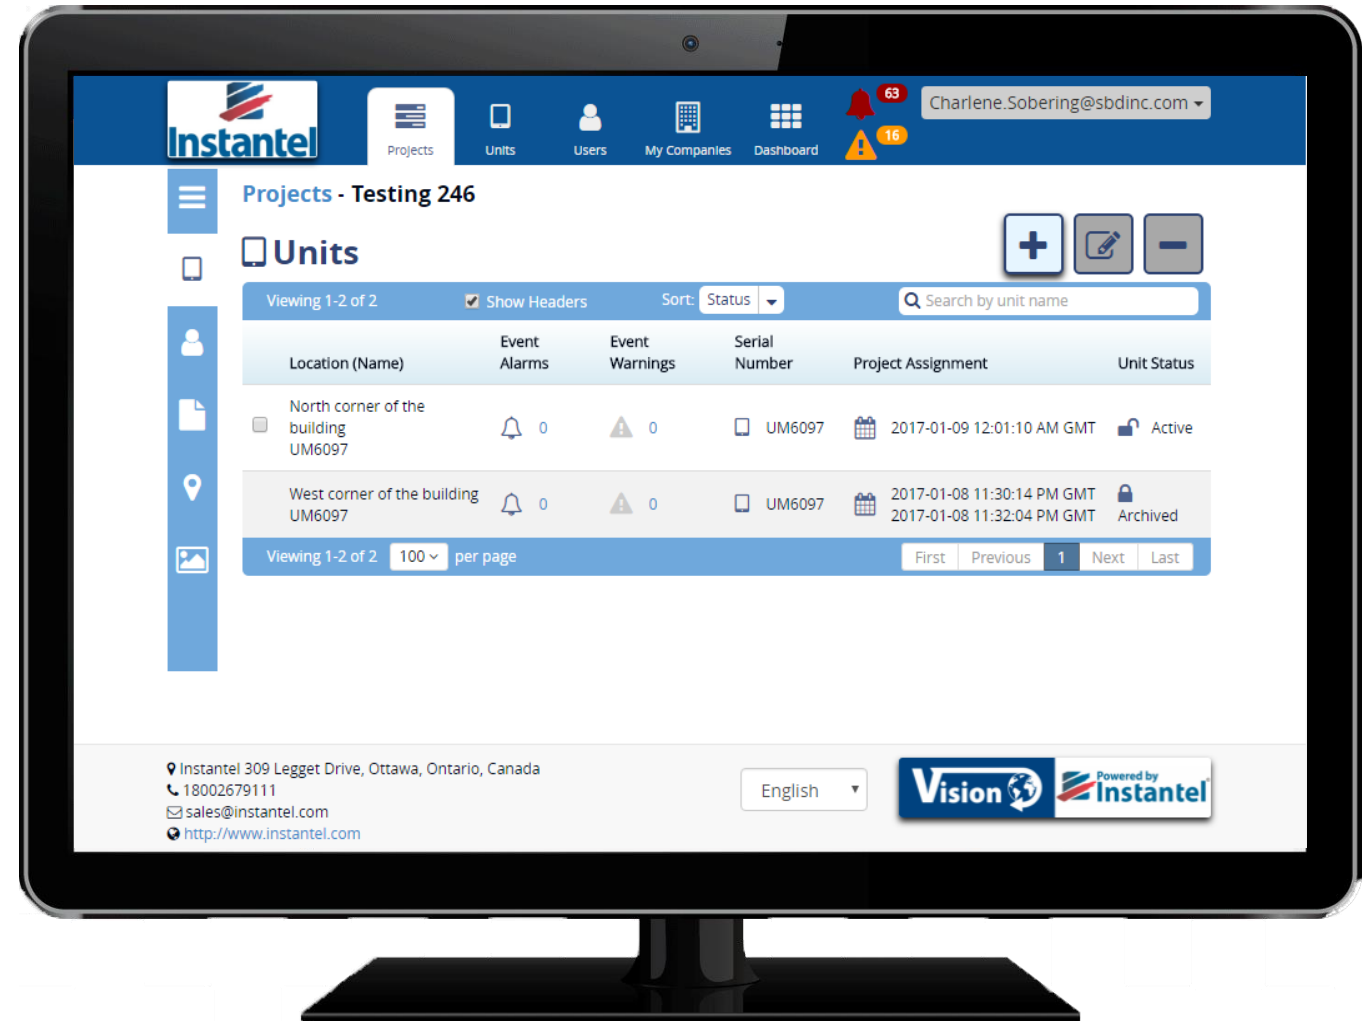 Instantel
Projects
Units
Users
My Companies
Dashboard
63
16
Charlene.Sobering@sbdinc.com
Projects - Testing 246
Units
Viewing 1-2 of 2
Show Headers
Sort: Status
Search by unit name
Location (Name)
Event
Alarms
Event
Warnings
Serial
Number
Project Assignment
Unit Status
North corner of the
building
UM6097
0
0
UM6097
2017-01-09 12:01:10 AM GMT
Active
West corner of the building
UM6097
0
0
UM6097
2017-01-08 11:30:14 PM GMT
2017-01-08 11:32:04 PM GMT
Archived
Viewing 1-2 of 2 100 per page
First Previous 1 Next Last
Instantel 309 Legget Drive, Ottawa, Ontario, Canada
18002679111
sales@instantel.com
http://www.instantel.com
English
Vision
Powered by
Instantel